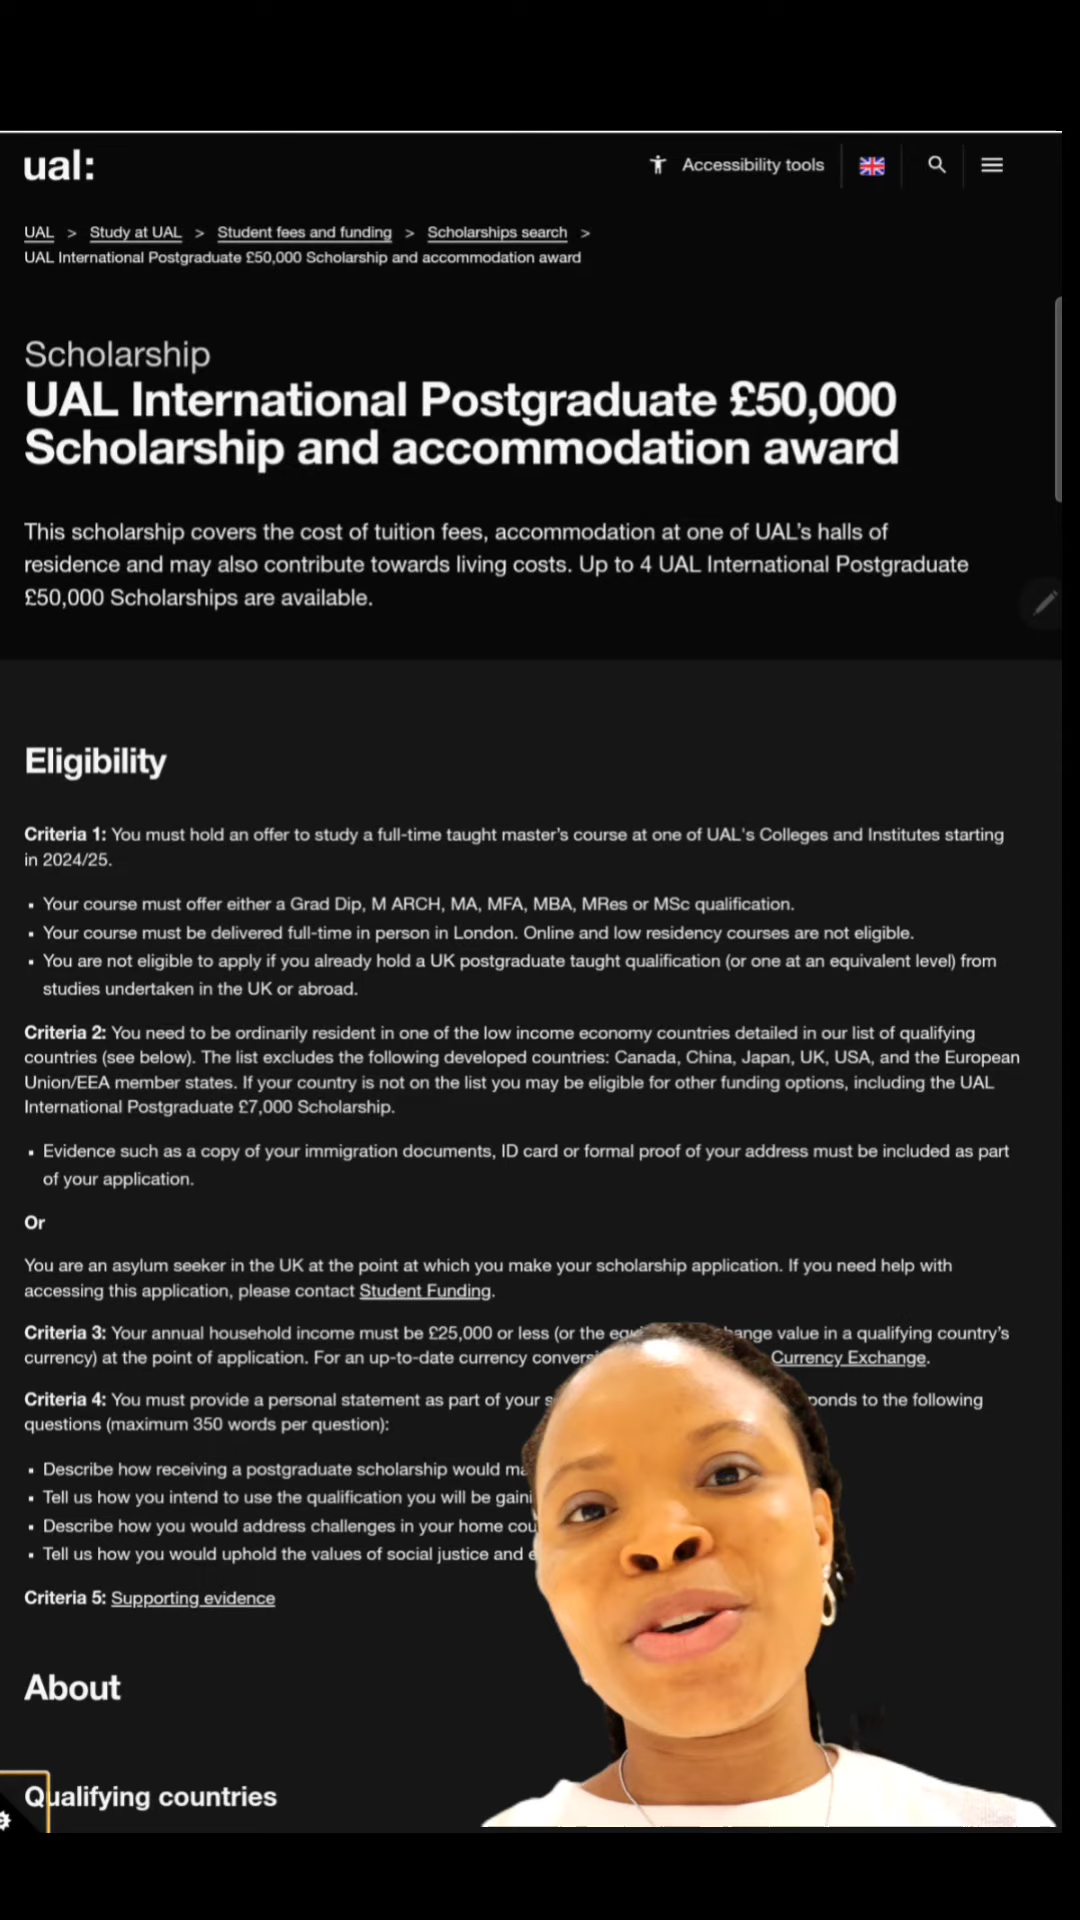 ual:
Accessibility tools
UAL > Study at UAL > Student fees and funding > Scholarships search >
UAL International Postgraduate £50,000 Scholarship and accommodation award
Scholarship
UAL International Postgraduate £50,000
Scholarship and accommodation award
This scholarship covers the cost of tuition fees, accommodation at one of UAL's halls of
residence and may also contribute towards living costs. Up to 4 UAL International Postgraduate
£50,000 Scholarships are available.
Eligibility
Criteria 1: You must hold an offer to study a full-time taught master's course at one of UAL's Colleges and Institutes starting
in 2024/25.
▪ Your course must offer either a Grad Dip, M ARCH, MA, MFA, MBA, MRes or MSc qualification.
▪ Your course must be delivered full-time in person in London. Online and low residency courses are not eligible.
▪ You are not eligible to apply if you already hold a UK postgraduate taught qualification (or one at an equivalent level) from
studies undertaken in the UK or abroad.
Criteria 2: You need to be ordinarily resident in one of the low income economy countries detailed in our list of qualifying
countries (see below). The list excludes the following developed countries: Canada, China, Japan, UK, USA, and the European
Union/EEA member states. If your country is not on the list you may be eligible for other funding options, including the UAL
International Postgraduate £7,000 Scholarship.
▪ Evidence such as a copy of your immigration documents, ID card or formal proof of your address must be included as part
of your application.
Or
You are an asylum seeker in the UK at the point at which you make your scholarship application. If you need help with
accessing this application, please contact Student Funding.
Criteria 3: Your annual household income must be £25,000 or less (or the ange value in a qualifying country's
currency) at the point of application. For an up-to-date currency convers Currency Exchange.
Criteria 4: You must provide a personal statement as part of your s ponds to the following
questions (maximum 350 words per question):
▪ Describe how receiving a postgraduate scholarship would ma
▪ Tell us how you intend to use the qualification you will be gaini
▪ Describe how you would address challenges in your home cou
▪ Tell us how you would uphold the values of social justice and e
Criteria 5: Supporting evidence
About
Qualifying countries